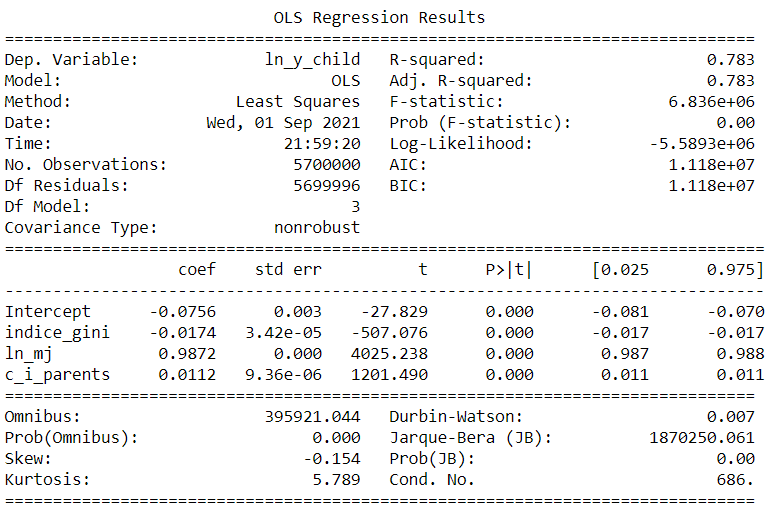 OLS Regression Results
==============================================================================
Dep. Variable: ln_y_child R-squared: 0.783
Model: OLS Adj. R-squared: 0.783
Method: Least Squares F-statistic: 6.836e+06
Date: Wed, 01 Sep 2021 Prob (F-statistic): 0.00
Time: 21:59:20 Log-Likelihood: -5.5893e+06
No. Observations: 5700000 AIC: 1.118e+07
Df Residuals: 5699996 BIC: 1.118e+07
Df Model: 3
Covariance Type: nonrobust
==============================================================================
coef std err t P>|t| [0.025 0.975]
------------------------------------------------------------------------------
Intercept -0.0756 0.003 -27.829 0.000 -0.081 -0.070
indice_gini -0.0174 3.42e-05 -507.076 0.000 -0.017 -0.017
ln_mj 0.9872 0.000 4025.238 0.000 0.987 0.988
c_i_parents 0.0112 9.36e-06 1201.490 0.000 0.011 0.011
==============================================================================
Omnibus: 395921.044 Durbin-Watson: 0.007
Prob(Omnibus): 0.000 Jarque-Bera (JB): 1870250.061
Skew: -0.154 Prob(JB): 0.00
Kurtosis: 5.789 Cond. No. 686.
==============================================================================